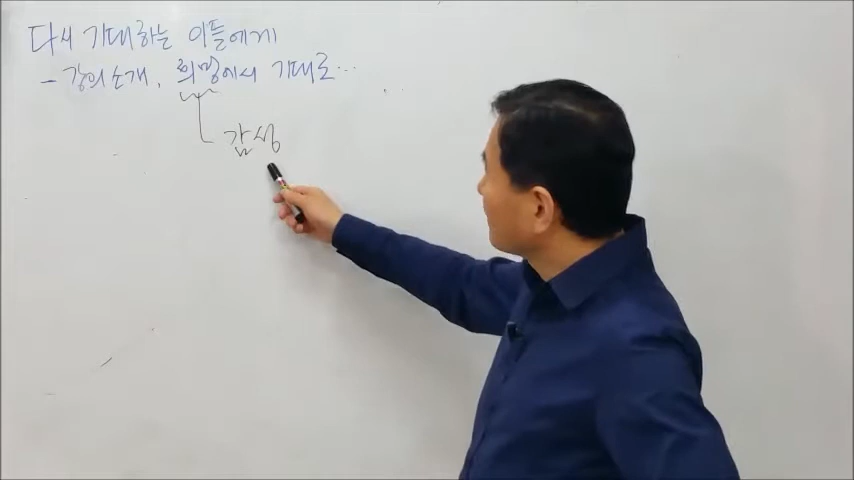 다시 기대하는 이들에게
- 강의소개, 희망에서 기대로...
감성